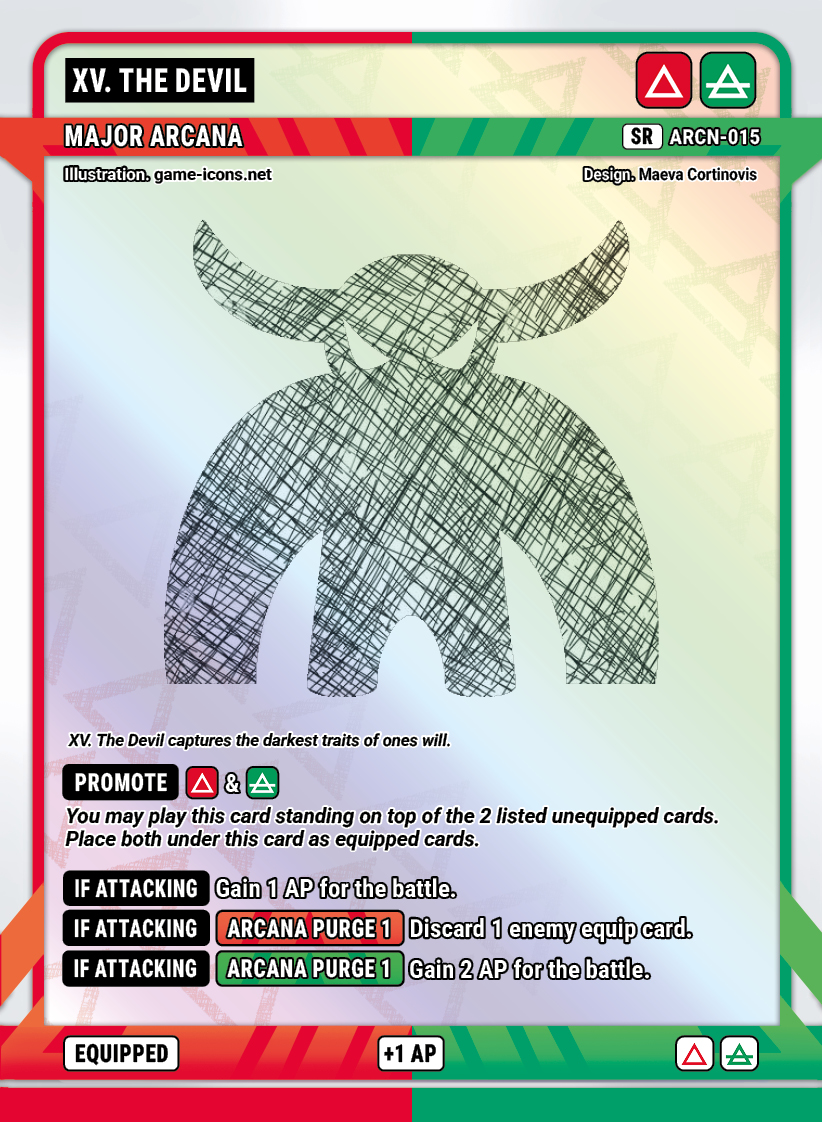 XV. THE DEVIL
MAJOR ARCANA
SR ARCN-015
Illustration. game-icons.net
Design. Maeva Cortinovis
XV. The Devil captures the darkest traits of ones will.
PROMOTE &
You may play this card standing on top of the 2 listed unequipped cards.
Place both under this card as equipped cards.
IF ATTACKING Gain 1 AP for the battle.
IF ATTACKING ARCANA PURGE 1 Discard 1 enemy equip card.
IF ATTACKING ARCANA PURGE 1 Gain 2 AP for the battle.
EQUIPPED
+1 AP